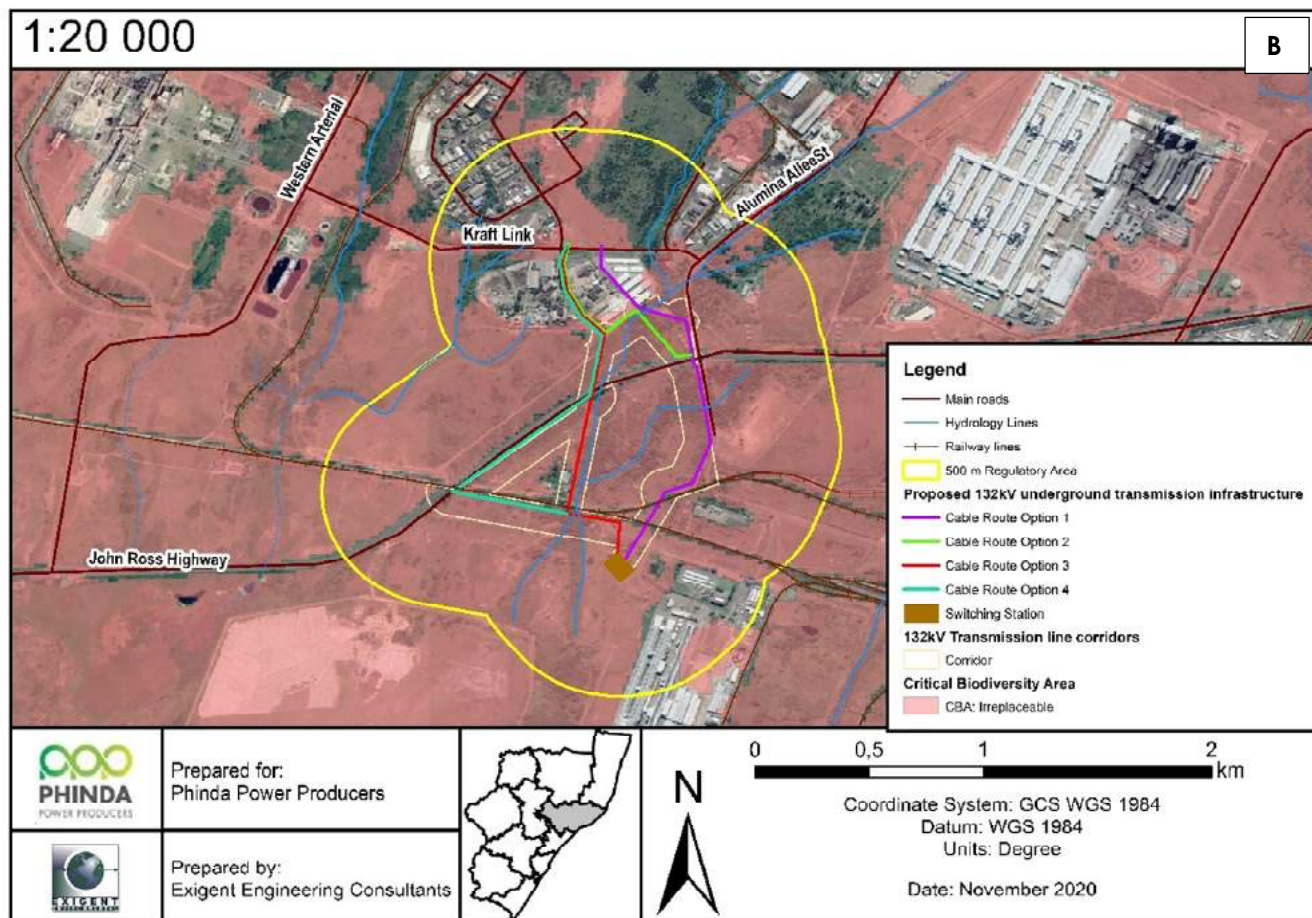 1:20 000
B
Western Arterial
Kraft Link
Alumina AlleeSt
John Ross Highway
Legend
Main roads
Hydrology Lines
Railway lines
500 m Regulatory Area
Proposed 132kV underground transmission infrastructure
Cable Route Option 1
Cable Route Option 2
Cable Route Option 3
Cable Route Option 4
Switching Station
132kV Transmission line corridors
Corridor
Critical Biodiversity Area
CBA: Irreplaceable
PHINDA
POWER PRODUCERS
Prepared for:
Phinda Power Producers
EXIGENT
Prepared by:
Exigent Engineering Consultants
N
0 0,5 1 2
km
Coordinate System: GCS WGS 1984
Datum: WGS 1984
Units: Degree
Date: November 2020